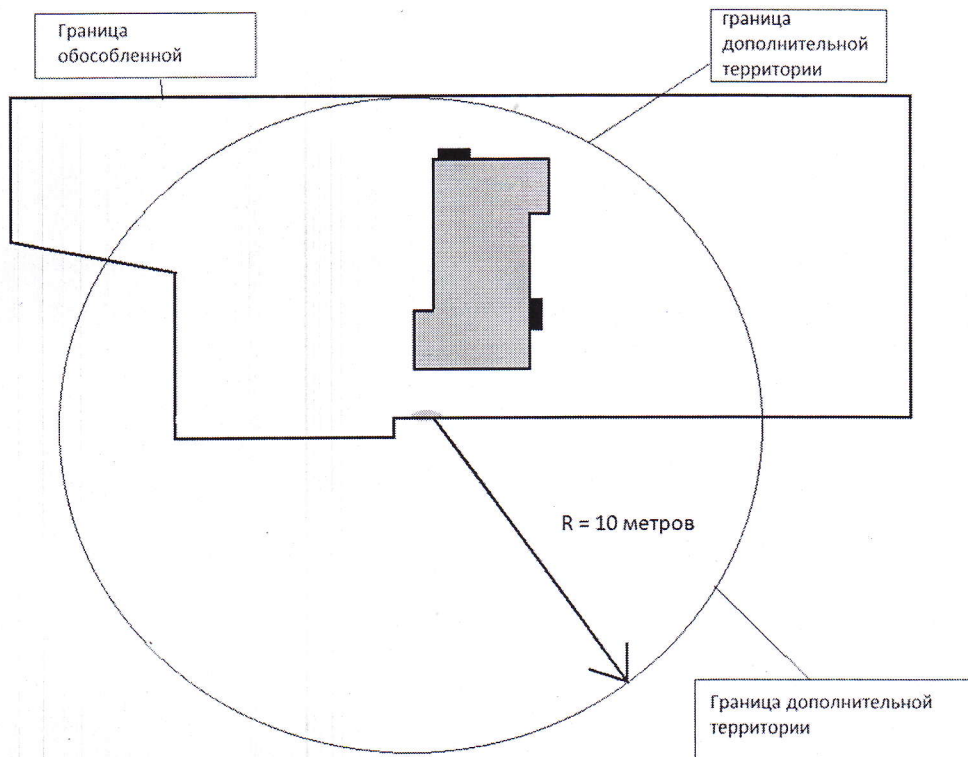 Граница
обособленной
граница
дополнительной
территории
R = 10 метров
Граница дополнительной
территории